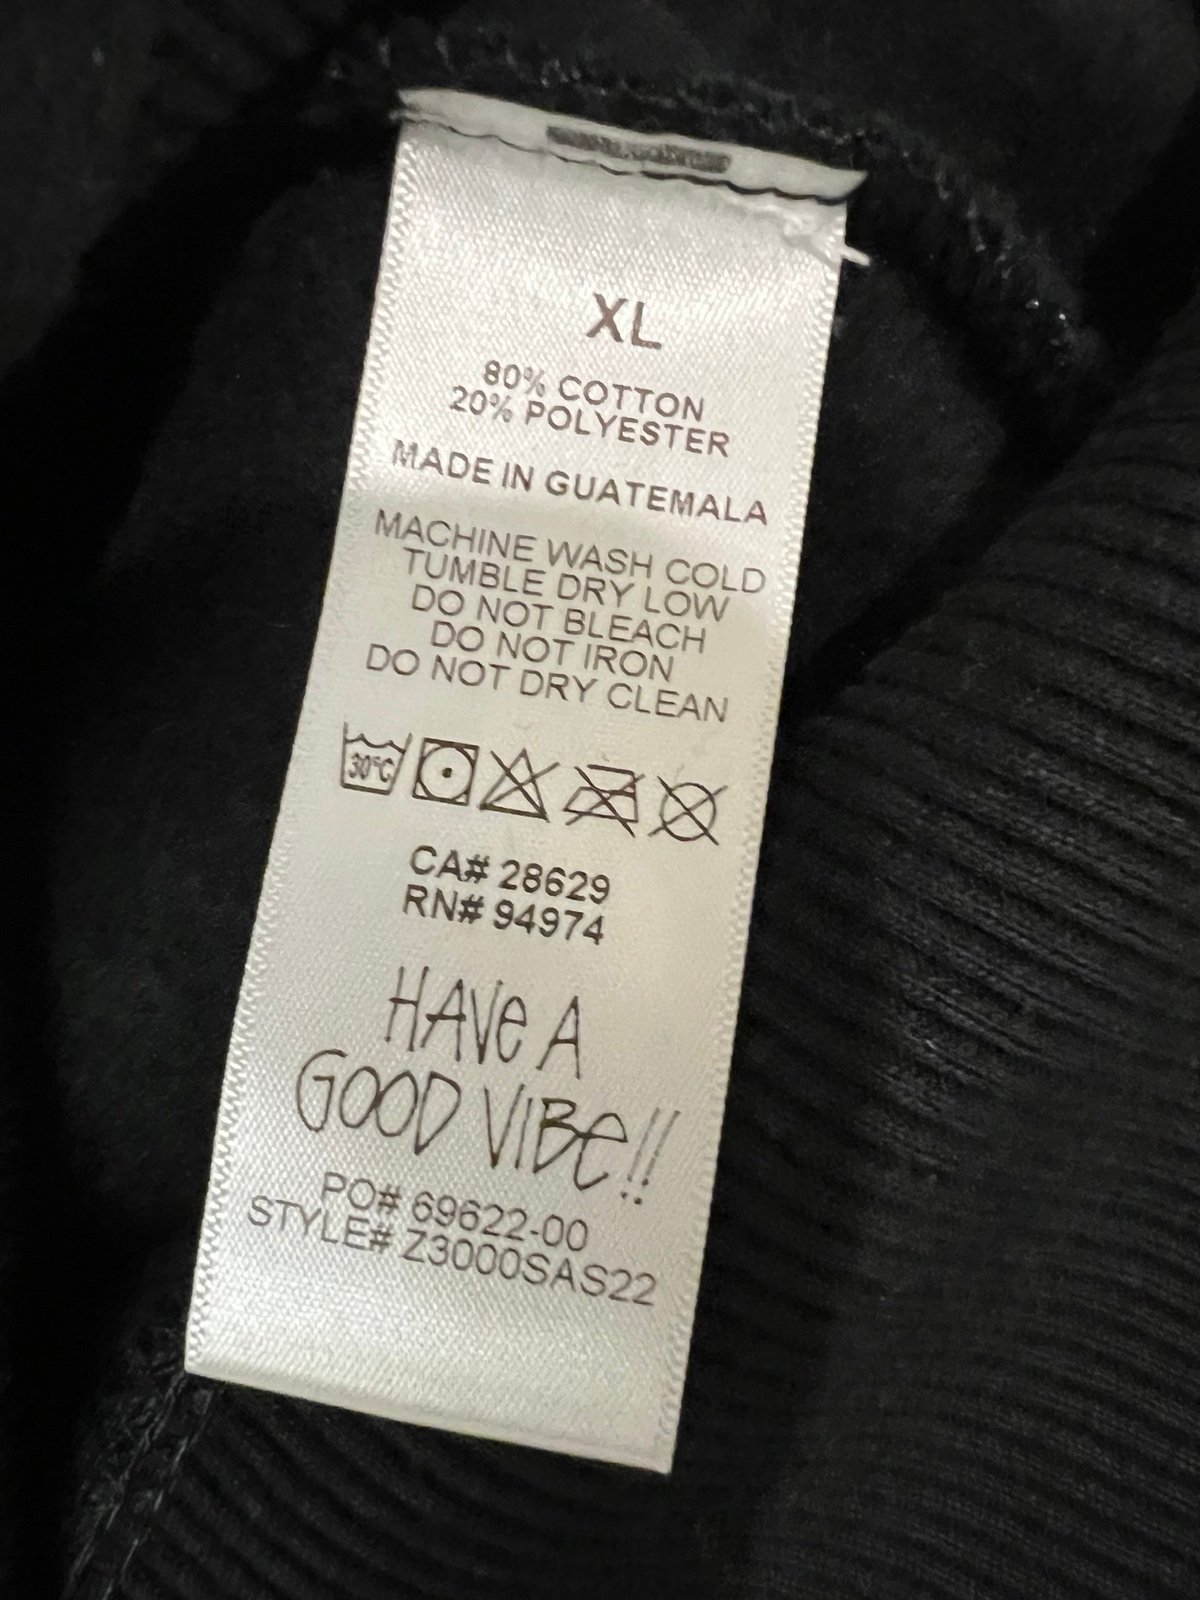 XL
80% COTTON
20% POLYESTER
MADE IN GUATEMALA
MACHINE WASH COLD
TUMBLE DRY LOW
DO NOT BLEACH
DO NOT IRON
DO NOT DRY CLEAN
30°C
CA# 28629
RN# 94974
HAVe A
GOOD VIBe!!
PO# 69622-00
STYLE# Z3000SAS22